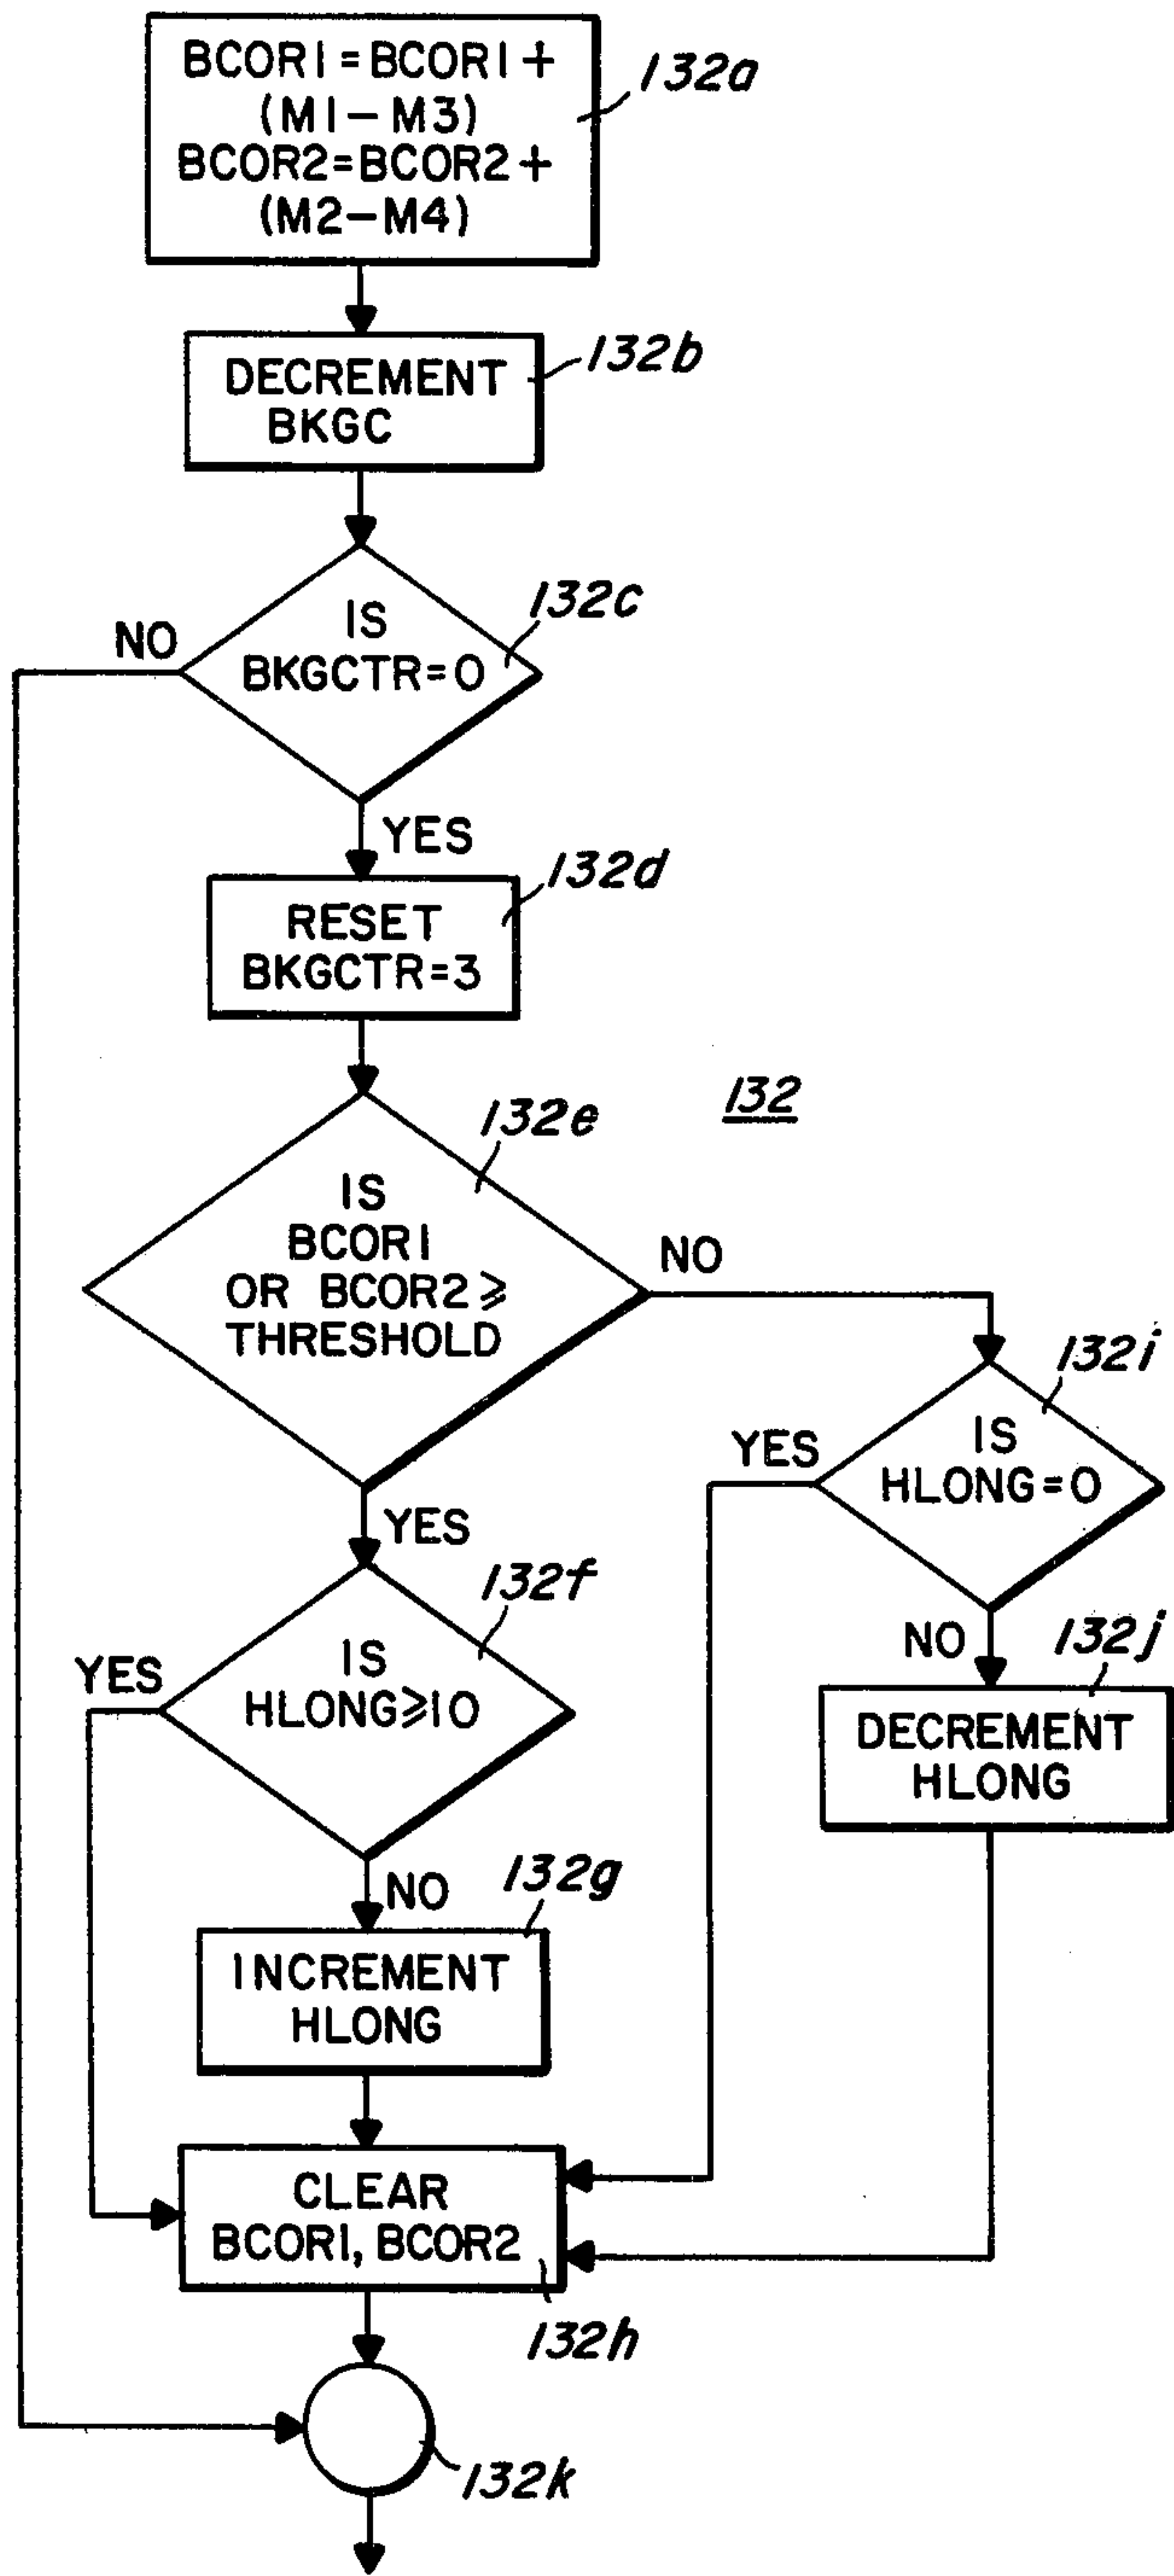 BCOR1=BCOR1+
(M1-M3)
BCOR2=BCOR2+
(M2-M4)
132a
DECREMENT
BKGC
132b
IS
BKGCTR=0
132c
NO
YES
RESET
BKGCTR=3
132d
132
IS
BCOR1
OR BCOR2≥
THRESHOLD
132e
NO
YES
IS
HLONG=0
132i
YES
NO
DECREMENT
HLONG
132j
IS
HLONG≥10
132f
YES
NO
INCREMENT
HLONG
132g
CLEAR
BCOR1, BCOR2
132h
132k